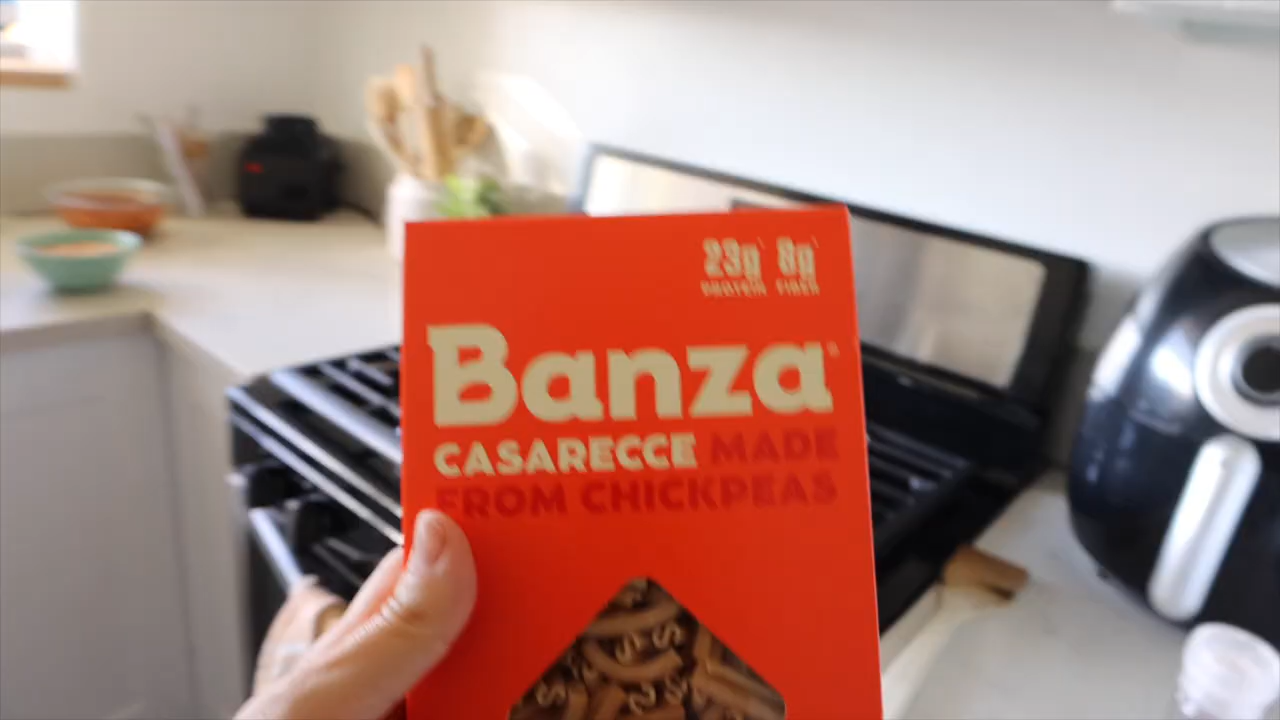 23g 8g
PROTEIN FIBER
Banza
CASARECCE MADE
FROM CHICKPEAS